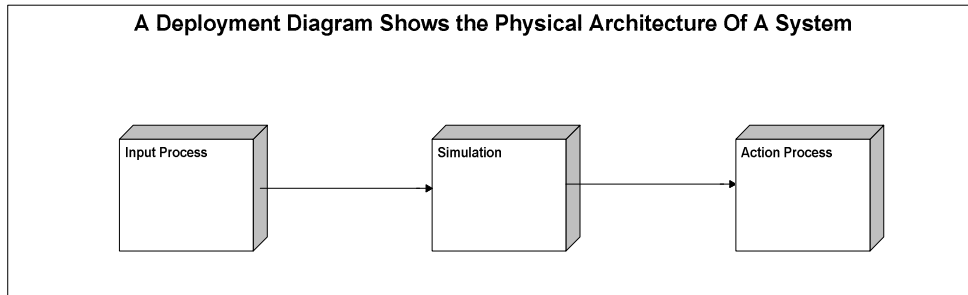 A Deployment Diagram Shows the Physical Architecture Of A System
Input Process
Simulation
Action Process